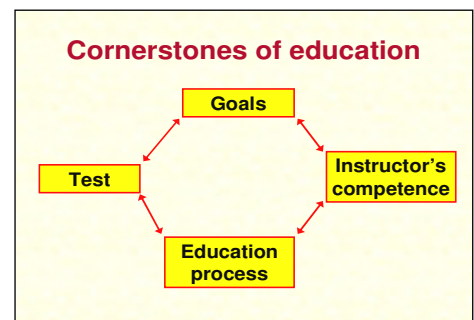 Cornerstones of education
Goals
Test
Instructor's
competence
Education
process